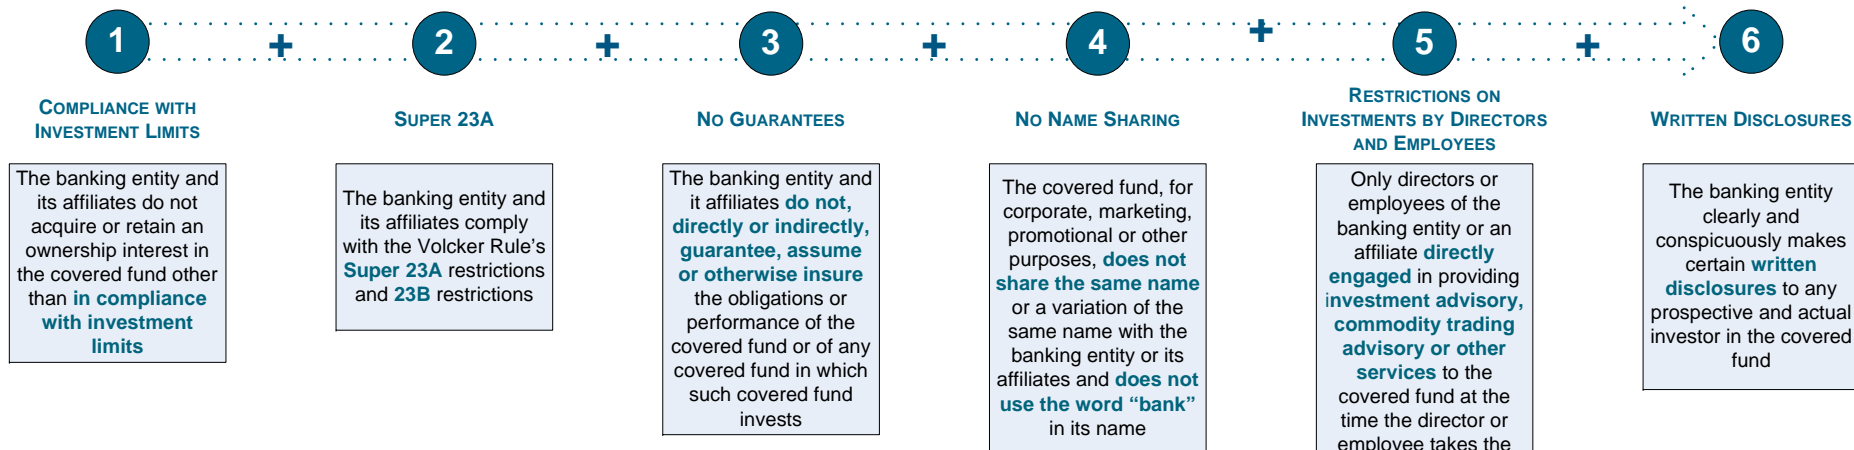 1
+
2
+
3
+
4
+
5
+
6
COMPLIANCE WITH
INVESTMENT LIMITS
The banking entity and
its affiliates do not
acquire or retain an
ownership interest in
the covered fund other
than in compliance
with investment
limits
SUPER 23A
The banking entity and
its affiliates comply
with the Volcker Rule’s
Super 23A restrictions
and 23B restrictions
NO GUARANTEES
The banking entity and
it affiliates do not,
directly or indirectly,
guarantee, assume
or otherwise insure
the obligations or
performance of the
covered fund or of any
covered fund in which
such covered fund
invests
NO NAME SHARING
The covered fund, for
corporate, marketing,
promotional or other
purposes, does not
share the same name
or a variation of the
same name with the
banking entity or its
affiliates and does not
use the word “bank”
in its name
RESTRICTIONS ON
INVESTMENTS BY DIRECTORS
AND EMPLOYEES
Only directors or
employees of the
banking entity or an
affiliate directly
engaged in providing
investment advisory,
commodity trading
advisory or other
services to the
covered fund at the
time the director or
employee takes the
WRITTEN DISCLOSURES
The banking entity
clearly and
conspicuously makes
certain written
disclosures to any
prospective and actual
investor in the covered
fund